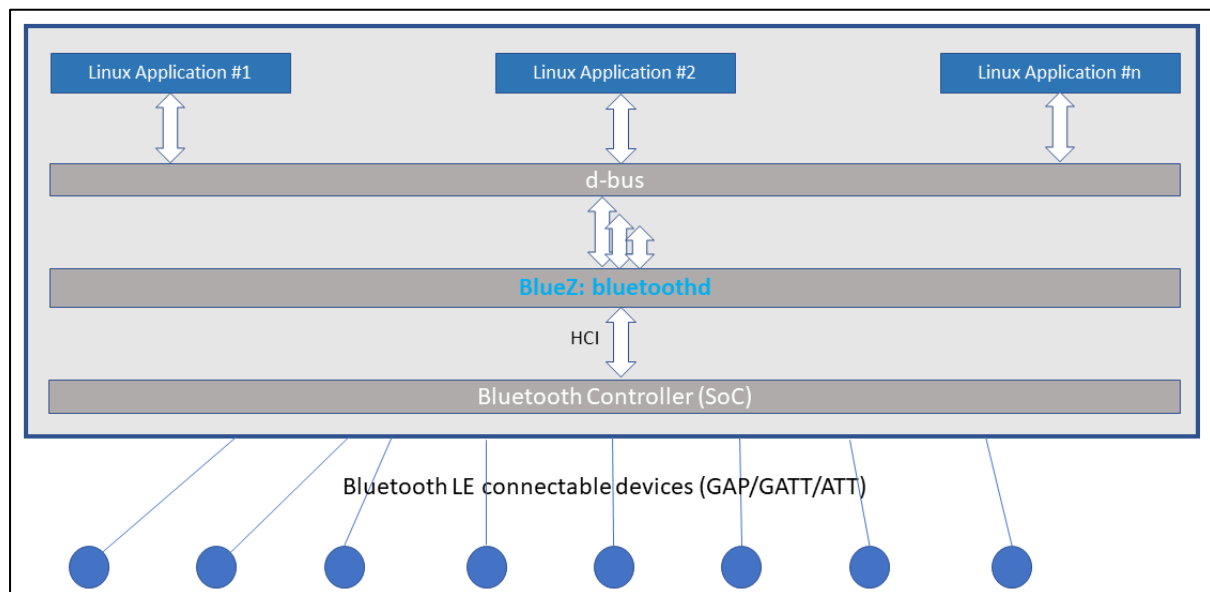 Linux Application #1
Linux Application #2
Linux Application #n
d-bus
BlueZ: bluetoothd
HCI
Bluetooth Controller (SoC)
Bluetooth LE connectable devices (GAP/GATT/ATT)